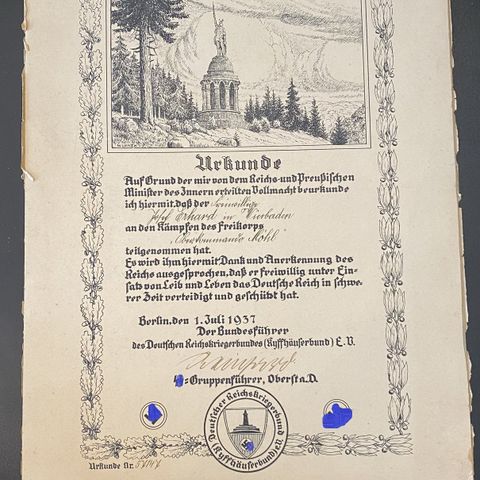 Urkunde
Auf Grund der mir von dem Reichs- und Preußischen
Minister des Innern erteilten Vollmacht beurkunde
ich hiermit, daß der Freiwillige
Josef Erhard in Wiesbaden
an den Kämpfen des Freikorps
"Oberkommando Möhl"
teilgenommen hat.
Es wird ihm hiermit Dank und Anerkennung des
Reichs ausgesprochen, daß er freiwillig unter Ein-
satz von Leib und Leben das Deutsche Reich in schwe-
rer Zeit verteidigt und geschützt hat.
Berlin, den 1. Juli 1937
Der Bundesführer
des Deutschen Reichskriegerbundes (Kyffhäuserbund) E.V.
=Gruppenführer, Oberst a.D.
Deutscher Reichskriegerbund
(Kyffhäuserbund) E.V.
Urkunde Nr.